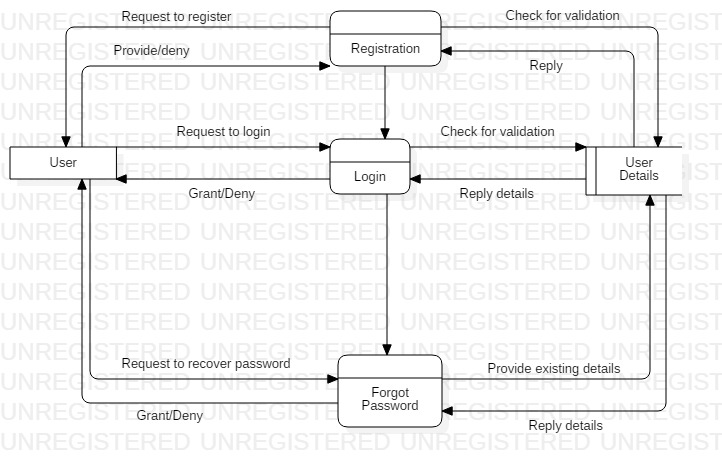 Request to register
Check for validation
Registration
Provide/deny
Reply
Request to login
Check for validation
User
Login
User
Details
Grant/Deny
Reply details
Request to recover password
Provide existing details
Forgot
Password
Grant/Deny
Reply details
UNREGISTERED